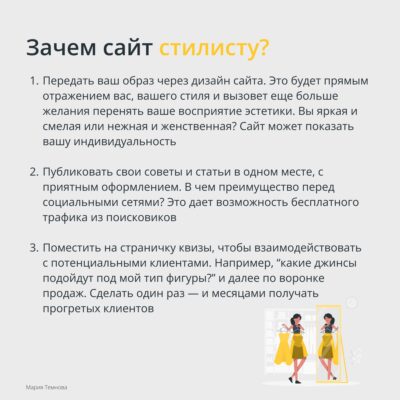 Зачем сайт стилисту?
1. Передать ваш образ через дизайн сайта. Это будет прямым
отражением вас, вашего стиля и вызовет еще больше
желания перенять ваше восприятие эстетики. Вы яркая и
смелая или нежная и женственная? Сайт может показать
вашу индивидуальность
2. Публиковать свои советы и статьи в одном месте, с
приятным оформлением. В чем преимущество перед
социальными сетями? Это дает возможность бесплатного
трафика из поисковиков
3. Поместить на страничку квизы, чтобы взаимодействовать
с потенциальными клиентами. Например, “какие джинсы
подойдут под мой тип фигуры?” и далее по воронке
продаж. Сделать один раз — и месяцами получать
прогретых клиентов
Мария Темнова